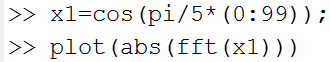 >> x1=cos(pi/5*(0:99));
>> plot(abs(fft(x1)))